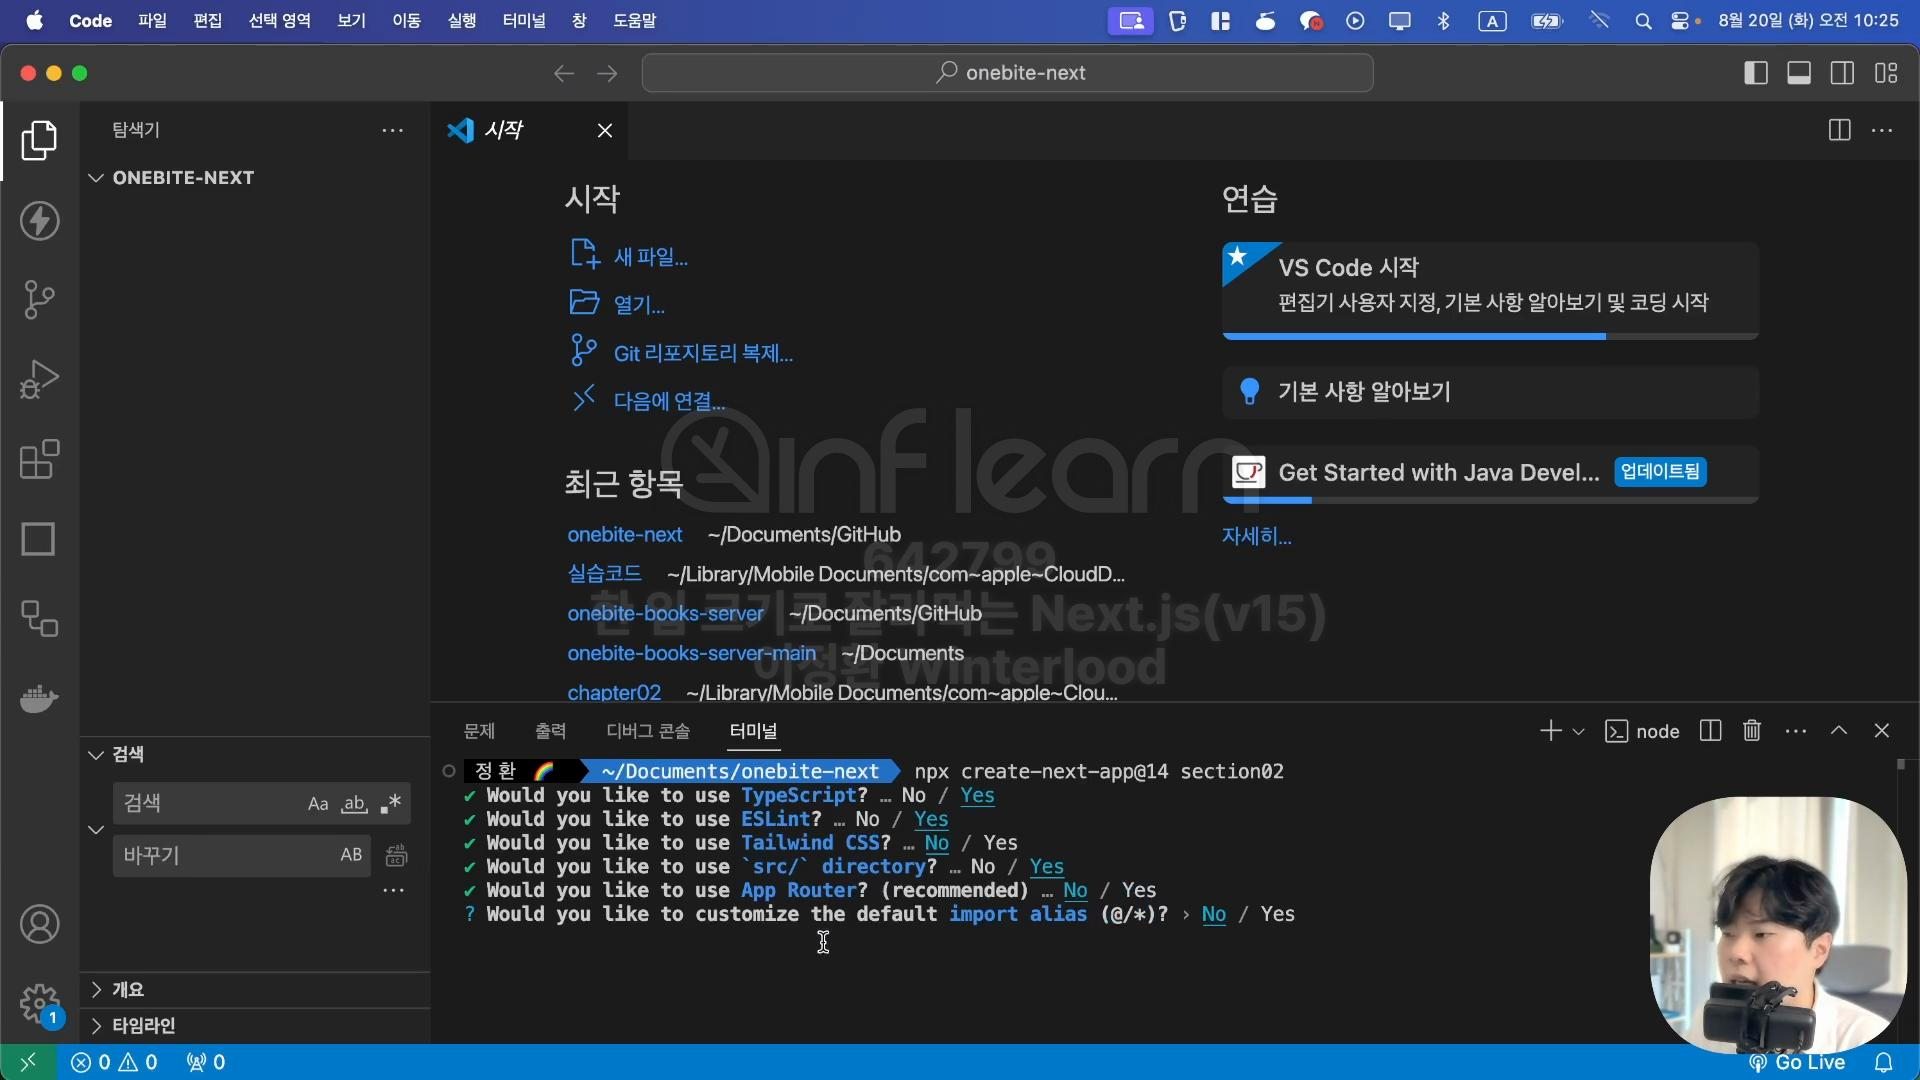 Code 파일 편집 선택 영역 보기 이동 실행 터미널 창 도움말 A 8월 20일 (화) 오전 10:25
onebite-next
탐색기
시작
ONEBITE-NEXT
시작
새 파일...
열기...
Git 리포지토리 복제...
다음에 연결...
최근 항목
onebite-next ~/Documents/GitHub
실습코드 ~/Library/Mobile Documents/com~apple~CloudD...
onebite-books-server ~/Documents/GitHub
onebite-books-server-main ~/Documents
chapter02 ~/Library/Mobile Documents/com~apple~Clou...
연습
VS Code 시작
편집기 사용자 지정, 기본 사항 알아보기 및 코딩 시작
기본 사항 알아보기
Get Started with Java Devel... 업데이트됨
자세히...
inflearn
642799
한 입 크기로 잘라먹는 Next.js(v15)
이정환 Winterlood
검색
검색 Aa ab
바꾸기 AB
개요
타임라인
문제 출력 디버그 콘솔 터미널
node
정 환 ~/Documents/onebite-next npx create-next-app@14 section02
✔ Would you like to use TypeScript? … No / Yes
✔ Would you like to use ESLint? … No / Yes
✔ Would you like to use Tailwind CSS? … No / Yes
✔ Would you like to use `src/` directory? … No / Yes
✔ Would you like to use App Router? (recommended) … No / Yes
? Would you like to customize the default import alias (@/*)? › No / Yes
1
0 0 0
Go Live